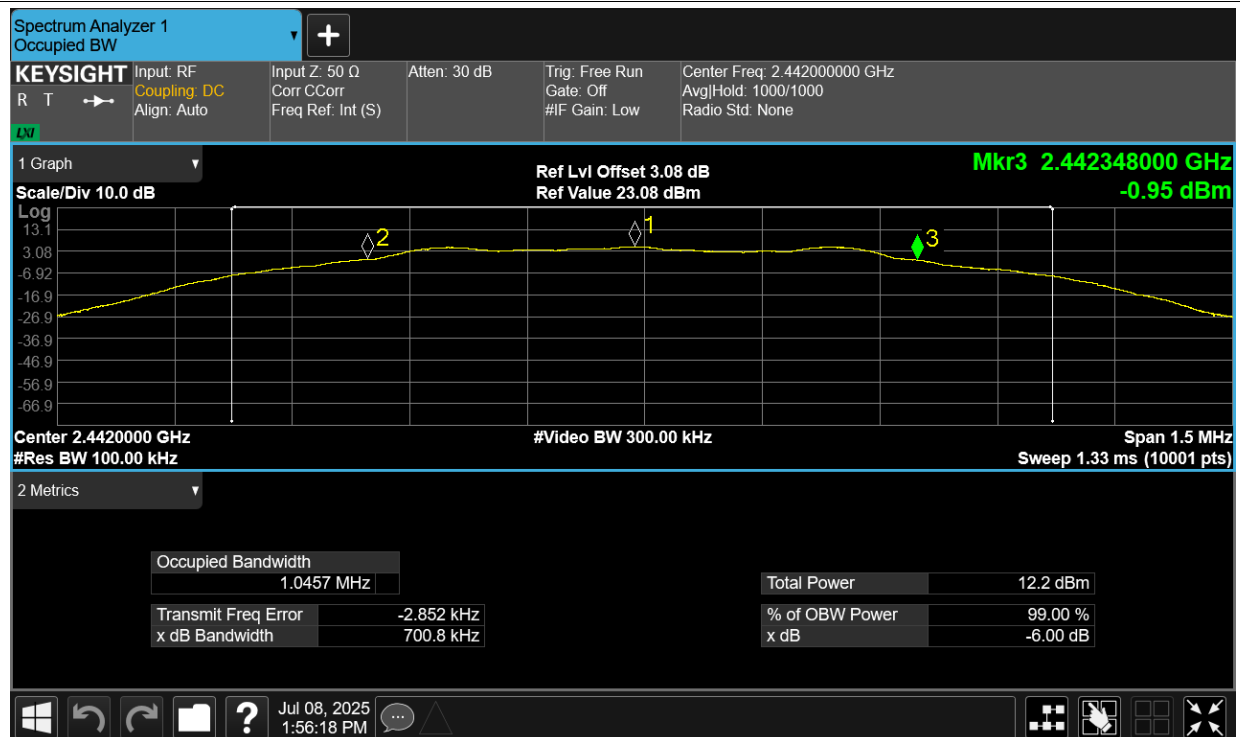 Spectrum Analyzer 1
Occupied BW
KEYSIGHT
R T
LXI
Input: RF
Coupling: DC
Align: Auto
Input Z: 50 Ω
Corr CCorr
Freq Ref: Int (S)
Atten: 30 dB
Trig: Free Run
Gate: Off
#IF Gain: Low
Center Freq: 2.442000000 GHz
Avg|Hold: 1000/1000
Radio Std: None
1 Graph
Scale/Div 10.0 dB
Ref Lvl Offset 3.08 dB
Ref Value 23.08 dBm
Mkr3 2.442348000 GHz
-0.95 dBm
Log
13.1
3.08
-6.92
-16.9
-26.9
-36.9
-46.9
-56.9
-66.9
2
1
3
Center 2.4420000 GHz
#Res BW 100.00 kHz
#Video BW 300.00 kHz
Span 1.5 MHz
Sweep 1.33 ms (10001 pts)
2 Metrics
Occupied Bandwidth
1.0457 MHz
Transmit Freq Error -2.852 kHz
x dB Bandwidth 700.8 kHz
Total Power 12.2 dBm
% of OBW Power 99.00 %
x dB -6.00 dB
?
Jul 08, 2025
1:56:18 PM